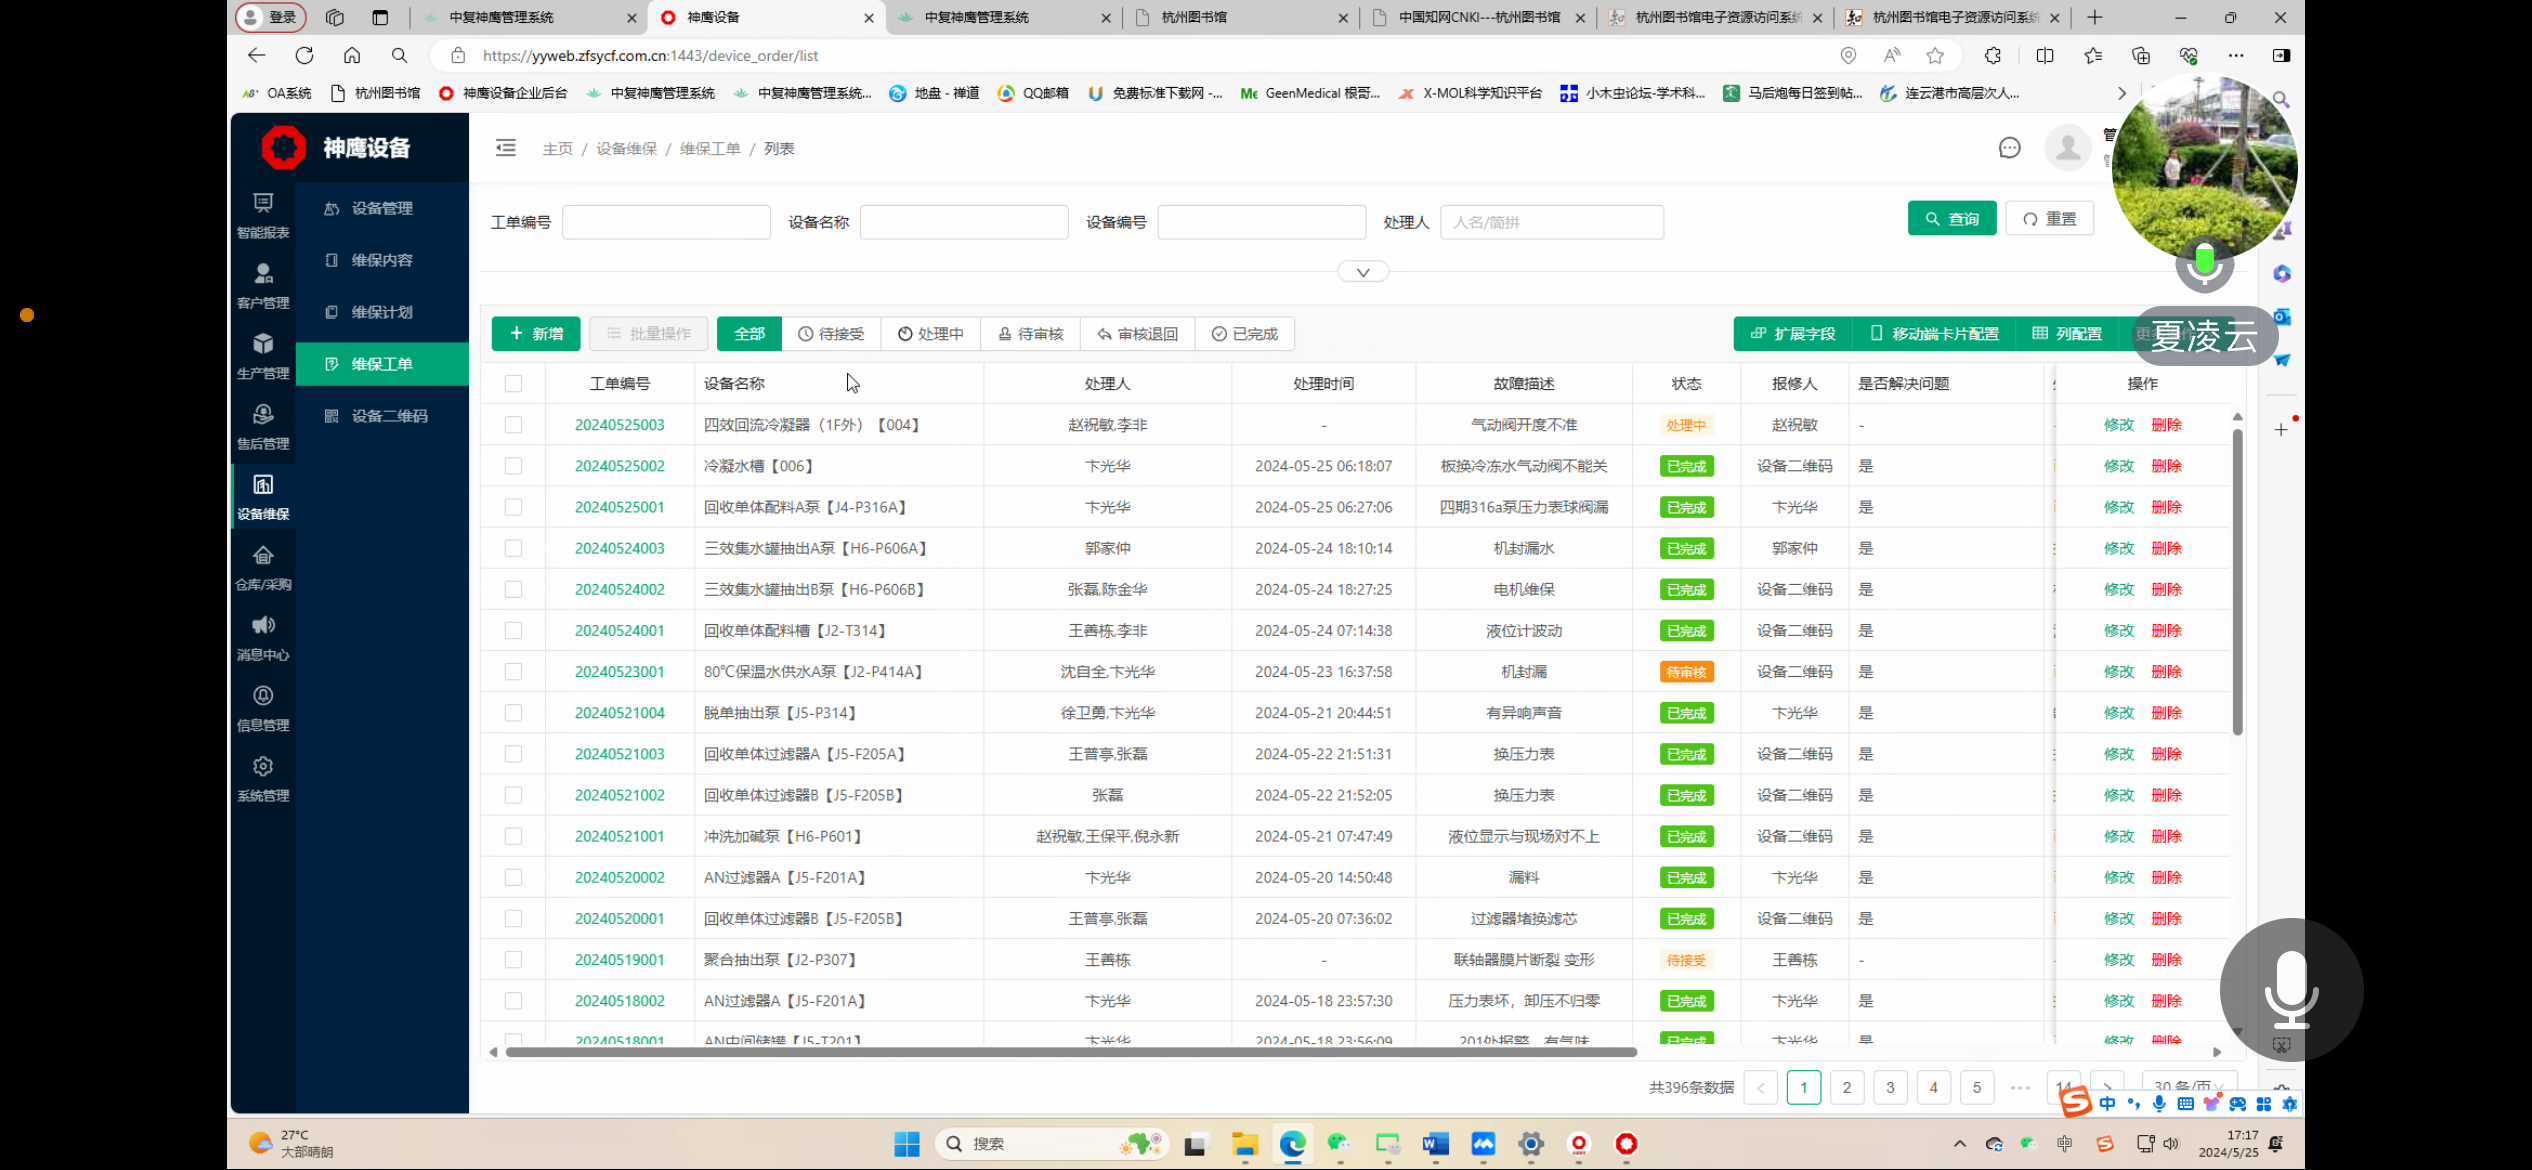 登录 中复神鹰管理系统 神鹰设备 中复神鹰管理系统 杭州图书馆 中国知网CNKI---杭州图书馆 杭州图书馆电子资源访问系统 杭州图书馆电子资源访问系统
https://yyweb.zfsycf.com.cn:1443/device_order/list
OA系统 杭州图书馆 神鹰设备企业后台 中复神鹰管理系统 中复神鹰管理系统... 地盘 - 禅道 QQ邮箱 免费标准下载网 -... GeenMedical 根哥... X-MOL科学知识平台 小木虫论坛-学术科... 马后炮每日签到帖... 连云港市高层次人...
神鹰设备 主页 / 设备维保 / 维保工单 / 列表
智能报表
客户管理
生产管理
售后管理
设备维保
仓库/采购
消息中心
信息管理
系统管理
设备管理
维保内容
维保计划
维保工单
设备二维码
工单编号 设备名称 设备编号 处理人 人名/简拼 查询 重置
夏凌云
新增 批量操作 全部 待接受 处理中 待审核 审核退回 已完成 扩展字段 移动端卡片配置 列配置
工单编号 设备名称 处理人 处理时间 故障描述 状态 报修人 是否解决问题 操作
20240525003 四效回流冷凝器（1F外）【004】 赵祝敏,李非 - 气动阀开度不准 处理中 赵祝敏 - 修改 删除
20240525002 冷凝水槽【006】 卞光华 2024-05-25 06:18:07 板换冷冻水气动阀不能关 已完成 设备二维码 是 修改 删除
20240525001 回收单体配料A泵【J4-P316A】 卞光华 2024-05-25 06:27:06 四期316a泵压力表球阀漏 已完成 卞光华 是 修改 删除
20240524003 三效集水罐抽出A泵【H6-P606A】 郭家仲 2024-05-24 18:10:14 机封漏水 已完成 郭家仲 是 修改 删除
20240524002 三效集水罐抽出B泵【H6-P606B】 张磊,陈金华 2024-05-24 18:27:25 电机维保 已完成 设备二维码 是 修改 删除
20240524001 回收单体配料槽【J2-T314】 王善栋,李非 2024-05-24 07:14:38 液位计波动 已完成 设备二维码 是 修改 删除
20240523001 80℃保温水供水A泵【J2-P414A】 沈自全,卞光华 2024-05-23 16:37:58 机封漏 待审核 设备二维码 是 修改 删除
20240521004 脱单抽出泵【J5-P314】 徐卫勇,卞光华 2024-05-21 20:44:51 有异响声音 已完成 卞光华 是 修改 删除
20240521003 回收单体过滤器A【J5-F205A】 王普亭,张磊 2024-05-22 21:51:31 换压力表 已完成 设备二维码 是 修改 删除
20240521002 回收单体过滤器B【J5-F205B】 张磊 2024-05-22 21:52:05 换压力表 已完成 设备二维码 是 修改 删除
20240521001 冲洗加碱泵【H6-P601】 赵祝敏,王保平,倪永新 2024-05-21 07:47:49 液位显示与现场对不上 已完成 设备二维码 是 修改 删除
20240520002 AN过滤器A【J5-F201A】 卞光华 2024-05-20 14:50:48 漏料 已完成 卞光华 是 修改 删除
20240520001 回收单体过滤器B【J5-F205B】 王普亭,张磊 2024-05-20 07:36:02 过滤器堵换滤芯 已完成 设备二维码 是 修改 删除
20240519001 聚合抽出泵【J2-P307】 王善栋 - 联轴器膜片断裂 变形 待接受 王善栋 - 修改 删除
20240518002 AN过滤器A【J5-F201A】 卞光华 2024-05-18 23:57:30 压力表坏，卸压不归零 已完成 卞光华 是 修改 删除
20240518001 AN中间储罐【J5-T201】 卞光华 2024-05-18 23:56:09 201处报警，有气味 已完成 卞光华 是 修改 删除
共396条数据 < 1 2 3 4 5 ••• 14 > 30 条/页
中
27°C
大部晴朗
搜索
中
17:17
2024/5/25